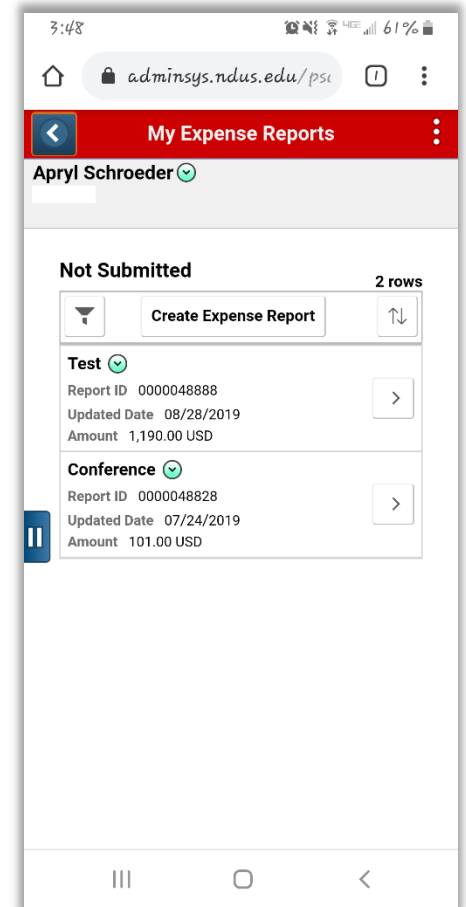 3:48 4GE 61%
adminsys.ndus.edu/psc 1
My Expense Reports
Apryl Schroeder
Not Submitted
2 rows
Create Expense Report
Test
Report ID 0000048888
Updated Date 08/28/2019
Amount 1,190.00 USD
Conference
Report ID 0000048828
Updated Date 07/24/2019
Amount 101.00 USD